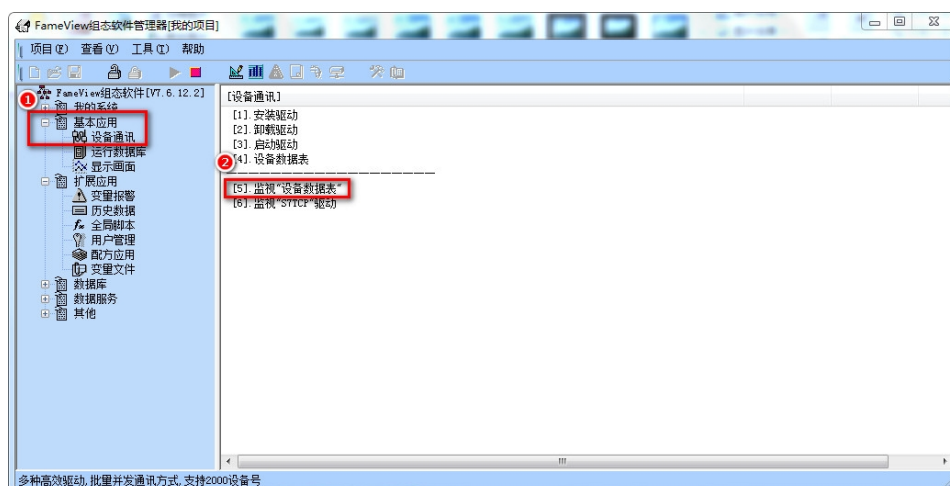 FameView组态软件管理器[我的项目]
项目(P) 查看(V) 工具(T) 帮助
FameView组态软件[V7.6.12.2]
1
我的系统
基本应用
设备通讯
运行数据库
显示画面
扩展应用
变量报警
历史数据
全局脚本
用户管理
配方应用
变量文件
数据库
数据服务
其他
[设备通讯]
[1].安装驱动
[2].卸载驱动
[3].启动驱动
2
[4].设备数据表
[5].监视"设备数据表"
[6].监视"S7TCP"驱动
多种高效驱动,批量并发通讯方式,支持2000设备号